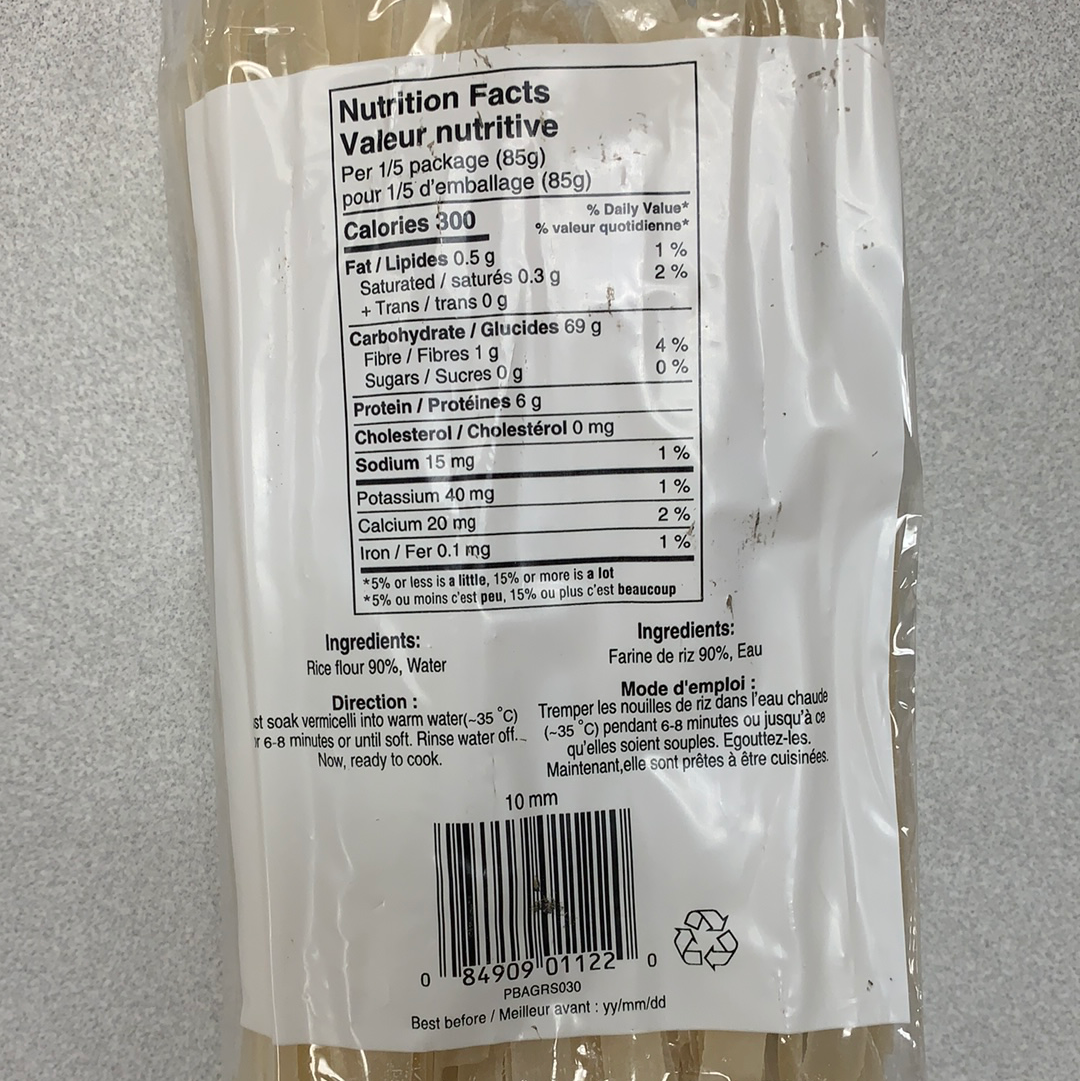 Nutrition Facts
Valeur nutritive
Per 1/5 package (85g)
pour 1/5 d'emballage (85g)
Calories 300
% Daily Value*
% valeur quotidienne*
Fat / Lipides 0.5 g 1 %
Saturated / saturés 0.3 g 2 %
+ Trans / trans 0 g
Carbohydrate / Glucides 69 g
Fibre / Fibres 1 g 4 %
Sugars / Sucres 0 g 0 %
Protein / Protéines 6 g
Cholesterol / Cholestérol 0 mg
Sodium 15 mg 1 %
Potassium 40 mg 1 %
Calcium 20 mg 2 %
Iron / Fer 0.1 mg 1 %
*5% or less is a little, 15% or more is a lot
*5% ou moins c'est peu, 15% ou plus c'est beaucoup
Ingredients:
Rice flour 90%, Water
Direction :
st soak vermicelli into warm water(~35 °C)
r 6-8 minutes or until soft. Rinse water off.
Now, ready to cook.
Ingredients:
Farine de riz 90%, Eau
Mode d'emploi :
Tremper les nouilles de riz dans l'eau chaude
(~35 °C) pendant 6-8 minutes ou jusqu'à ce
qu'elles soient souples. Egouttez-les.
Maintenant,elle sont prêtes à être cuisinées.
10 mm
0 84909 01122 0
PBAGRS030
Best before / Meilleur avant : yy/mm/dd